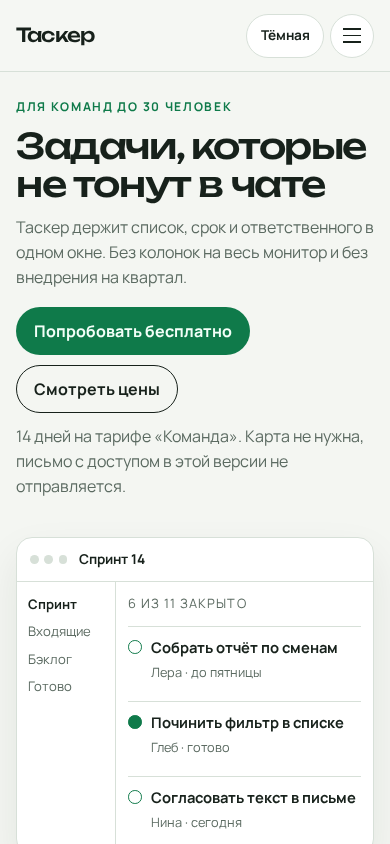 Таскер
Тёмная
ДЛЯ КОМАНД ДО 30 ЧЕЛОВЕК
Задачи, которые
не тонут в чате
Таскер держит список, срок и ответственного в
одном окне. Без колонок на весь монитор и без
внедрения на квартал.
Попробовать бесплатно
Смотреть цены
14 дней на тарифе «Команда». Карта не нужна,
письмо с доступом в этой версии не
отправляется.
Спринт 14
Спринт
Входящие
Бэклог
Готово
6 ИЗ 11 ЗАКРЫТО
Собрать отчёт по сменам
Лера · до пятницы
Починить фильтр в списке
Глеб · готово
Согласовать текст в письме
Нина · сегодня